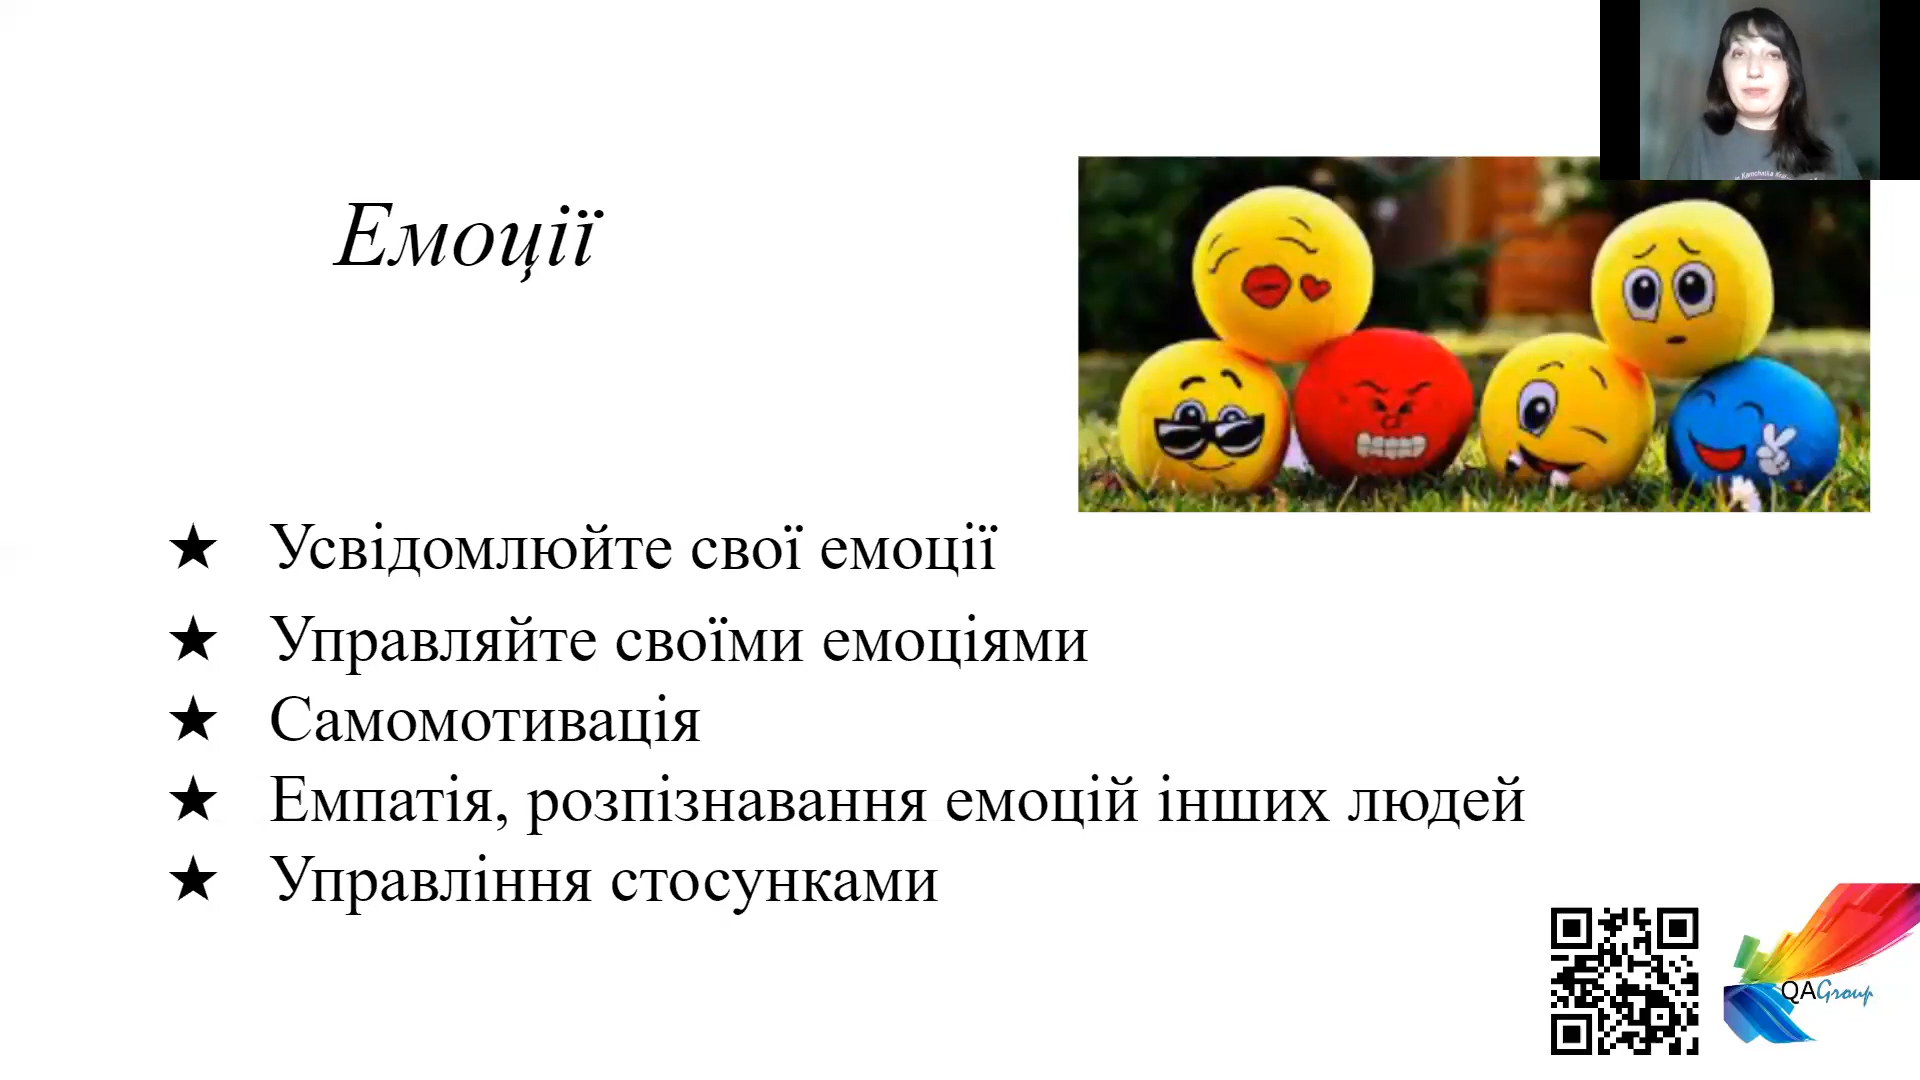 Емоції
★ Усвідомлюйте свої емоції
★ Управляйте своїми емоціями
★ Самомотивація
★ Емпатія, розпізнавання емоцій інших людей
★ Управління стосунками
QAGroup